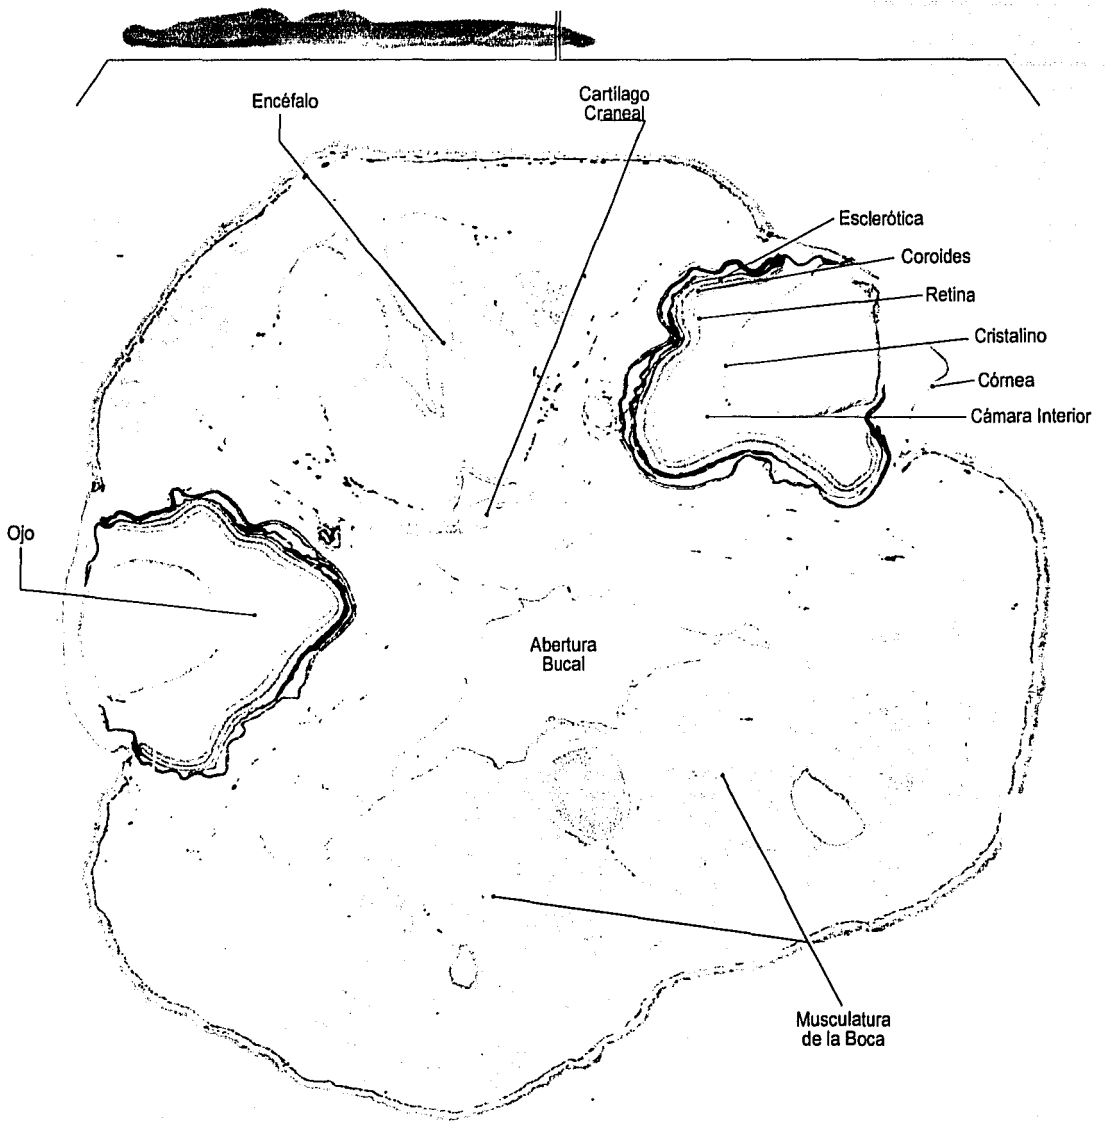 Encéfalo
Cartílago
Craneal
Esclerótica
Coroides
Retina
Cristalino
Córnea
Cámara Interior
Ojo
Abertura
Bucal
Musculatura
de la Boca